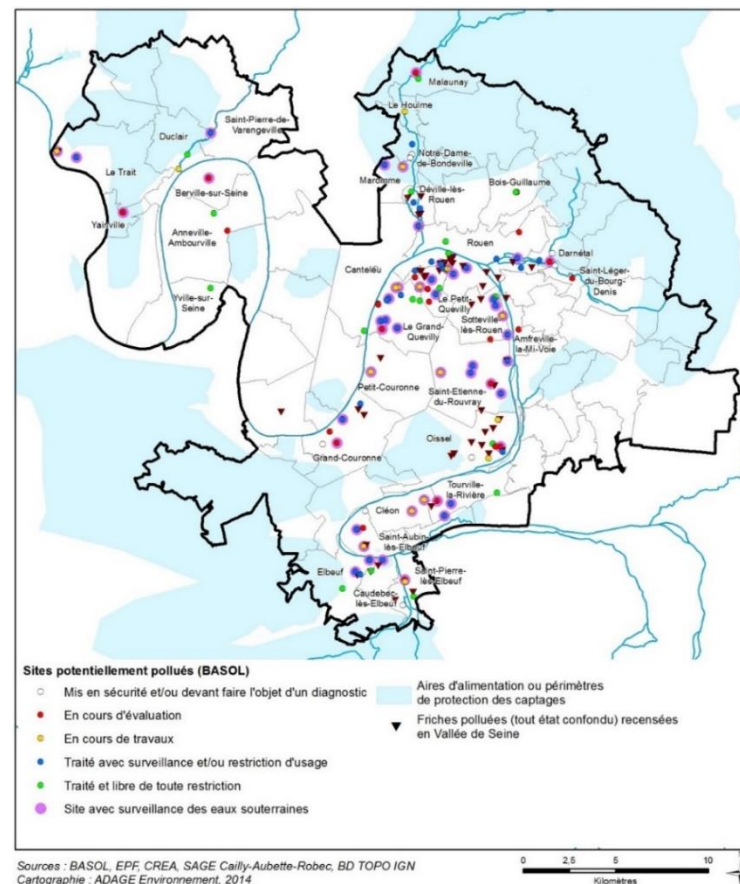 Malaunay
Le Houlme
Saint-Pierre-de-
Varengeville
Duclair
Notre-Dame-
de-Bondeville
Le Trait
Maromme
Bois-Guillaume
Déville-lès-
Rouen
Berville-sur-Seine
Yainville
Anneville-
Ambourville
Rouen
Darnétal
Canteleu
Saint-Léger-
du-Bourg-
Denis
Yville-sur-
Seine
Le Petit-
Quevilly
Sotteville-
lès-Rouen
Le Grand-
Quevilly
Amfreville-
la-Mi-Voie
Petit-Couronne
Saint-Etienne-
du-Rouvray
Oissel
Grand-Couronne
Tourville-
la-Rivière
Cléon
Saint-Aubin-
lès-Elbeuf
Elbeuf
Saint-Pierre-
lès-Elbeuf
Caudebec-
lès-Elbeuf
Sites potentiellement pollués (BASOL)
Mis en sécurité et/ou devant faire l'objet d'un diagnostic
En cours d'évaluation
En cours de travaux
Traité avec surveillance et/ou restriction d'usage
Traité et libre de toute restriction
Site avec surveillance des eaux souterraines
Aires d'alimentation ou périmètres
de protection des captages
Friches polluées (tout état confondu) recensées
en Vallée de Seine
Sources : BASOL, EPF, CREA, SAGE Cailly-Aubette-Robec, BD TOPO IGN
Cartographie : ADAGE Environnement, 2014
0 2,5 5 10
Kilomètres